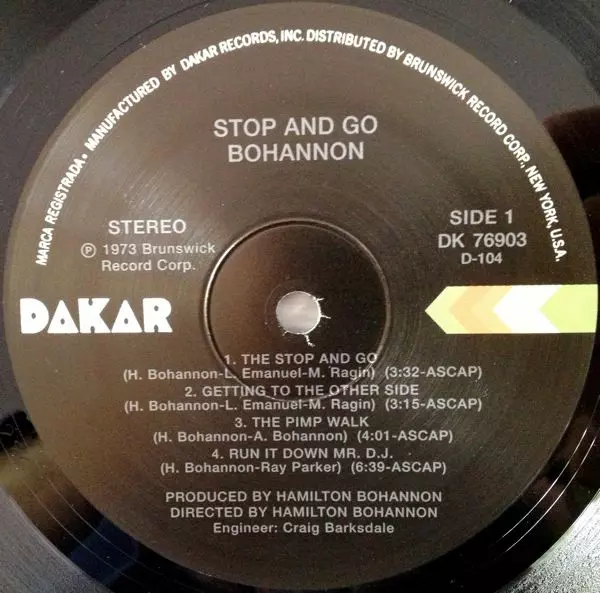 MARCA REGISTRADA • MANUFACTURED BY DAKAR RECORDS, INC. DISTRIBUTED BY BRUNSWICK RECORD CORP., NEW YORK, U.S.A.
STOP AND GO
BOHANNON
STEREO
℗ 1973 Brunswick
Record Corp.
SIDE 1
DK 76903
D-104
DAKAR
1. THE STOP AND GO
(H. Bohannon-L. Emanuel-M. Ragin) (3:32-ASCAP)
2. GETTING TO THE OTHER SIDE
(H. Bohannon-L. Emanuel-M. Ragin) (3:15-ASCAP)
3. THE PIMP WALK
(H. Bohannon-A. Bohannon) (4:01-ASCAP)
4. RUN IT DOWN MR. D.J.
(H. Bohannon-Ray Parker) (6:39-ASCAP)
PRODUCED BY HAMILTON BOHANNON
DIRECTED BY HAMILTON BOHANNON
Engineer: Craig Barksdale